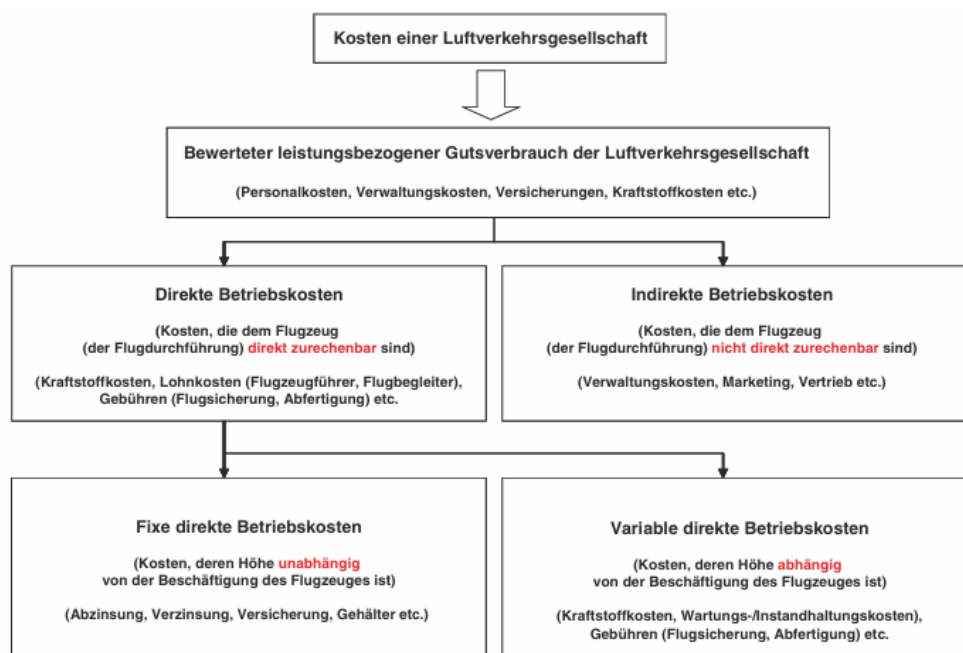 Kosten einer Luftverkehrsgesellschaft
Bewerteter leistungsbezogener Gutsverbrauch der Luftverkehrsgesellschaft
(Personalkosten, Verwaltungskosten, Versicherungen, Kraftstoffkosten etc.)
Direkte Betriebskosten
(Kosten, die dem Flugzeug
(der Flugdurchführung) direkt zurechenbar sind)
(Kraftstoffkosten, Lohnkosten (Flugzeugführer, Flugbegleiter),
Gebühren (Flugsicherung, Abfertigung) etc.
Indirekte Betriebskosten
(Kosten, die dem Flugzeug
(der Flugdurchführung) nicht direkt zurechenbar sind)
(Verwaltungskosten, Marketing, Vertrieb etc.)
Fixe direkte Betriebskosten
(Kosten, deren Höhe unabhängig
von der Beschäftigung des Flugzeuges ist)
(Abzinsung, Verzinsung, Versicherung, Gehälter etc.)
Variable direkte Betriebskosten
(Kosten, deren Höhe abhängig
von der Beschäftigung des Flugzeuges ist)
(Kraftstoffkosten, Wartungs-/Instandhaltungskosten),
Gebühren (Flugsicherung, Abfertigung) etc.